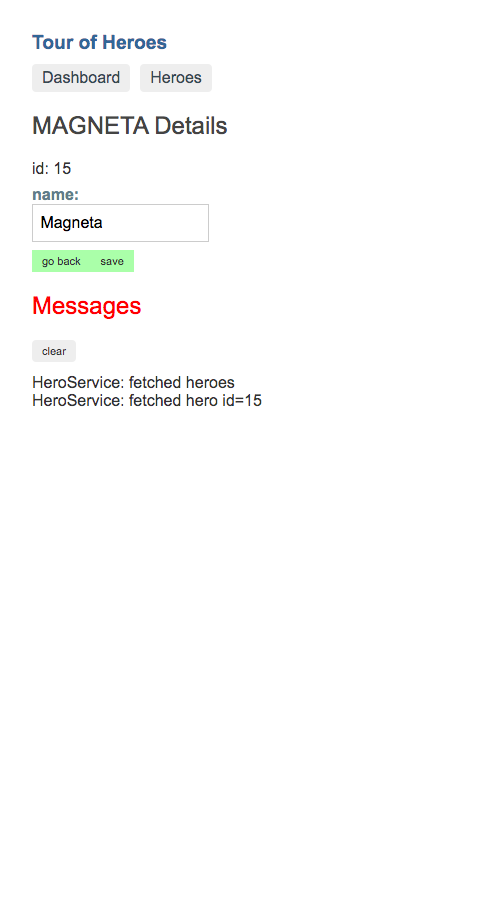 Tour of Heroes
Dashboard Heroes
MAGNETA Details
id: 15
name:
Magneta
go back save
Messages
clear
HeroService: fetched heroes
HeroService: fetched hero id=15